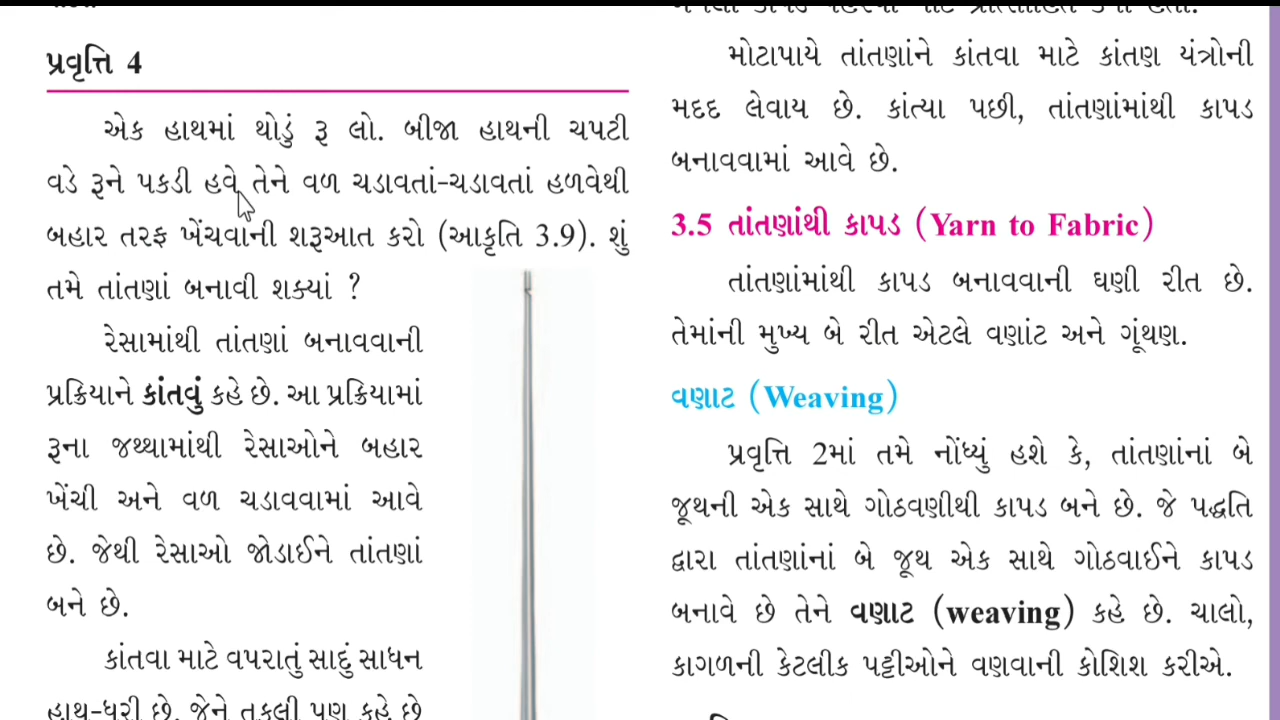 પ્રવૃત્તિ 4
એક હાથમાં થોડું રૂ લો. બીજા હાથની ચપટી
વડે રૂને પકડી હવે તેને વળ ચડાવતાં-ચડાવતાં હળવેથી
બહાર તરફ ખેંચવાની શરૂઆત કરો (આકૃતિ 3.9). શું
તમે તાંતણાં બનાવી શક્યાં ?
રેસામાંથી તાંતણાં બનાવવાની
પ્રક્રિયાને કાંતવું કહે છે. આ પ્રક્રિયામાં
રૂના જથ્થામાંથી રેસાઓને બહાર
ખેંચી અને વળ ચડાવવામાં આવે
છે. જેથી રેસાઓ જોડાઈને તાંતણાં
બને છે.
કાંતવા માટે વપરાતું સાદું સાધન
હાથ-ધરી છે. જેને તકલી પણ કહે છે
મોટાપાયે તાંતણાંને કાંતવા માટે કાંતણ યંત્રોની
મદદ લેવાય છે. કાંત્યા પછી, તાંતણાંમાંથી કાપડ
બનાવવામાં આવે છે.
3.5 તાંતણાંથી કાપડ (Yarn to Fabric)
તાંતણાંમાંથી કાપડ બનાવવાની ઘણી રીત છે.
તેમાંની મુખ્ય બે રીત એટલે વણાંટ અને ગૂંથણ.
વણાટ (Weaving)
પ્રવૃત્તિ 2માં તમે નોંધ્યું હશે કે, તાંતણાંનાં બે
જૂથની એક સાથે ગોઠવણીથી કાપડ બને છે. જે પદ્ધતિ
દ્વારા તાંતણાંનાં બે જૂથ એક સાથે ગોઠવાઈને કાપડ
બનાવે છે તેને વણાટ (weaving) કહે છે. ચાલો,
કાગળની કેટલીક પટ્ટીઓને વણવાની કોશિશ કરીએ.